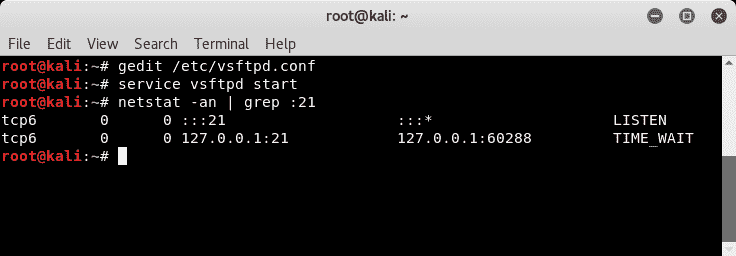 root@kali: ~
File Edit View Search Terminal Help
root@kali:~# gedit /etc/vsftpd.conf
root@kali:~# service vsftpd start
root@kali:~# netstat -an | grep :21
tcp6 0 0 :::21 :::* LISTEN
tcp6 0 0 127.0.0.1:21 127.0.0.1:60288 TIME_WAIT
root@kali:~#